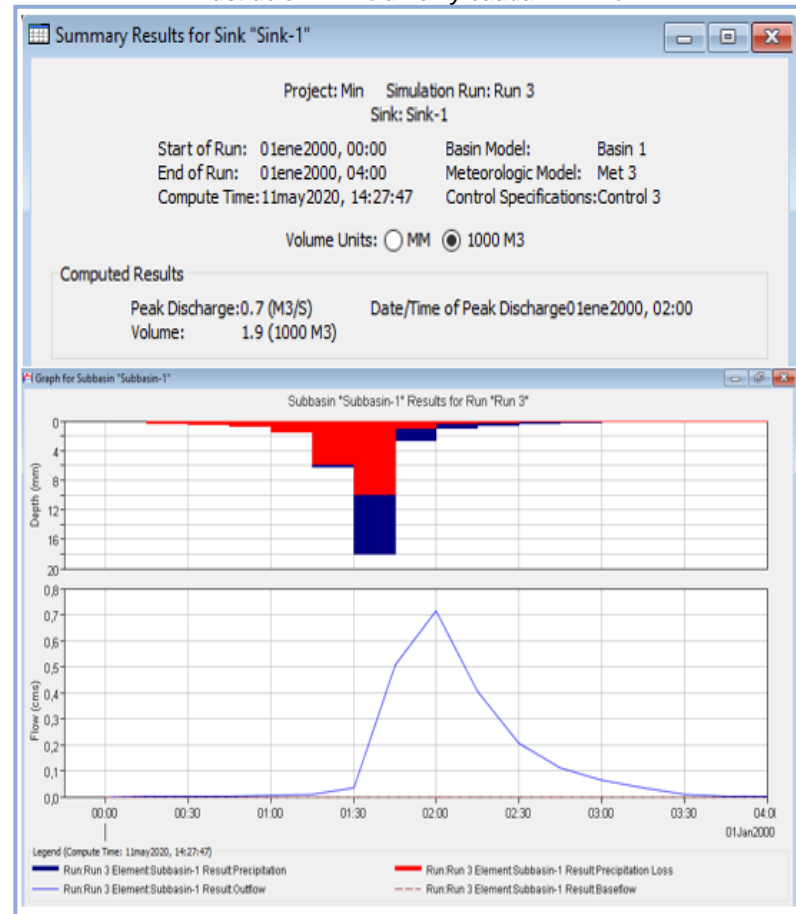 Summary Results for Sink "Sink-1"
Project: Min Simulation Run: Run 3
Sink: Sink-1
Start of Run: 01ene2000, 00:00 Basin Model: Basin 1
End of Run: 01ene2000, 04:00 Meteorologic Model: Met 3
Compute Time:11may2020, 14:27:47 Control Specifications:Control 3
Volume Units: MM 1000 M3
Computed Results
Peak Discharge:0.7 (M3/S) Date/Time of Peak Discharge01ene2000, 02:00
Volume: 1.9 (1000 M3)
Graph for Subbasin "Subbasin-1"
Subbasin "Subbasin-1" Results for Run "Run 3"
Depth (mm)
0
4
8
12
16
20
Flow (cms)
0,8
0,7
0,6
0,5
0,4
0,3
0,2
0,1
0,0
00:00 00:30 01:00 01:30 02:00 02:30 03:00 03:30 04:0
01Jan2000
Legend (Compute Time: 11may2020, 14:27:47)
Run:Run 3 Element:Subbasin-1 Result:Precipitation Run:Run 3 Element:Subbasin-1 Result:Precipitation Loss
Run:Run 3 Element:Subbasin-1 Result:Outflow Run:Run 3 Element:Subbasin-1 Result:Baseflow